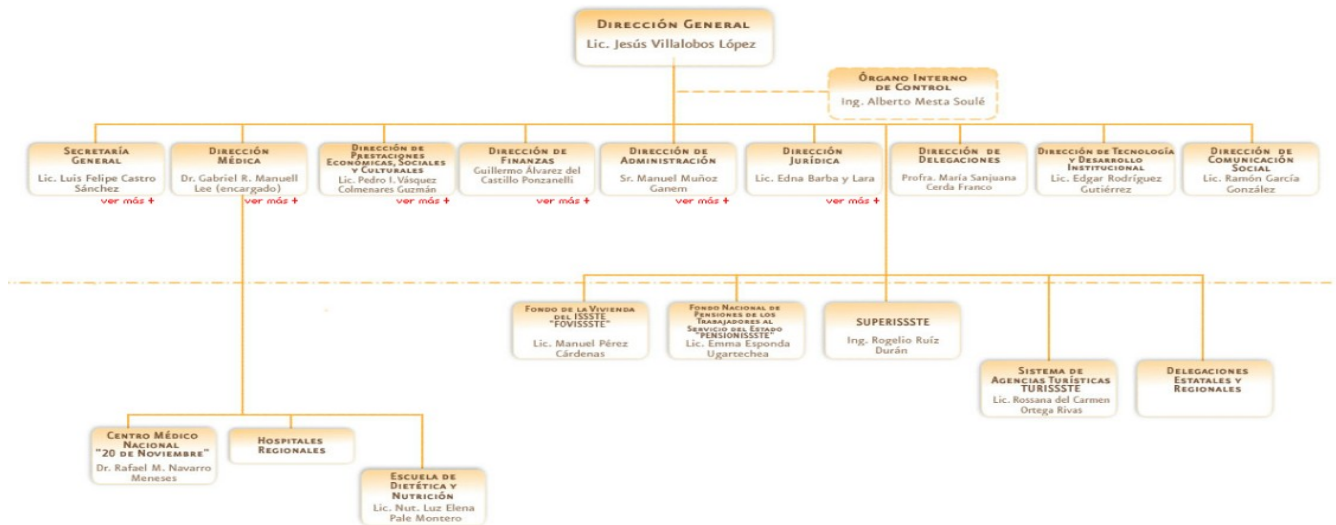 DIRECCIÓN GENERAL
Lic. Jesús Villalobos López
ÓRGANO INTERNO
DE CONTROL
Ing. Alberto Mesta Soulé
SECRETARÍA
GENERAL
Lic. Luis Felipe Castro
Sánchez
ver más +
DIRECCIÓN
MÉDICA
Dr. Gabriel R. Manuell
Lee (encargado)
ver más +
DIRECCIÓN DE
PRESTACIONES
ECONÓMICAS, SOCIALES
Y CULTURALES
Lic. Pedro I. Vásquez
Colmenares Guzmán
ver más +
DIRECCIÓN DE
FINANZAS
Guillermo Álvarez del
Castillo Ponzanelli
ver más +
DIRECCIÓN DE
ADMINISTRACIÓN
Sr. Manuel Muñoz
Ganem
ver más +
DIRECCIÓN
JURÍDICA
Lic. Edna Barba y Lara
ver más +
DIRECCIÓN DE
DELEGACIONES
Profra. María Sanjuana
Cerda Franco
DIRECCIÓN DE TECNOLOGÍA
Y DESARROLLO
INSTITUCIONAL
Lic. Edgar Rodríguez
Gutiérrez
DIRECCIÓN DE
COMUNICACIÓN
SOCIAL
Lic. Ramón García
González
FONDO DE LA VIVIENDA
DEL ISSSTE
"FOVISSSTE"
Lic. Manuel Pérez
Cárdenas
FONDO NACIONAL DE
PENSIONES DE LOS
TRABAJADORES AL
SERVICIO DEL ESTADO
"PENSIONISSSTE"
Lic. Emma Esponda
Ugartechea
SUPERISSSTE
Ing. Rogelio Ruíz
Durán
SISTEMA DE
AGENCIAS TURÍSTICAS
TURISSSTE
Lic. Rossana del Carmen
Ortega Rivas
DELEGACIONES
ESTATALES Y
REGIONALES
CENTRO MÉDICO
NACIONAL
"20 DE NOVIEMBRE"
Dr. Rafael M. Navarro
Meneses
HOSPITALES
REGIONALES
ESCUELA DE
DIETÉTICA Y
NUTRICIÓN
Lic. Nut. Luz Elena
Pale Montero